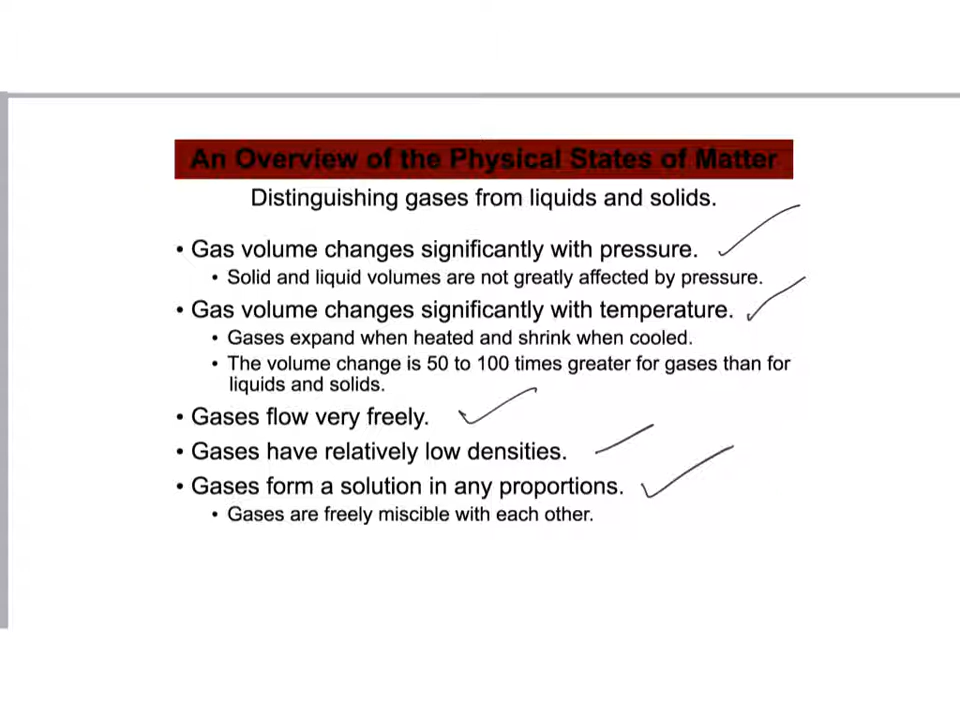 An Overview of the Physical States of Matter
Distinguishing gases from liquids and solids.
• Gas volume changes significantly with pressure.
• Solid and liquid volumes are not greatly affected by pressure.
• Gas volume changes significantly with temperature.
• Gases expand when heated and shrink when cooled.
• The volume change is 50 to 100 times greater for gases than for
liquids and solids.
• Gases flow very freely.
• Gases have relatively low densities.
• Gases form a solution in any proportions.
• Gases are freely miscible with each other.